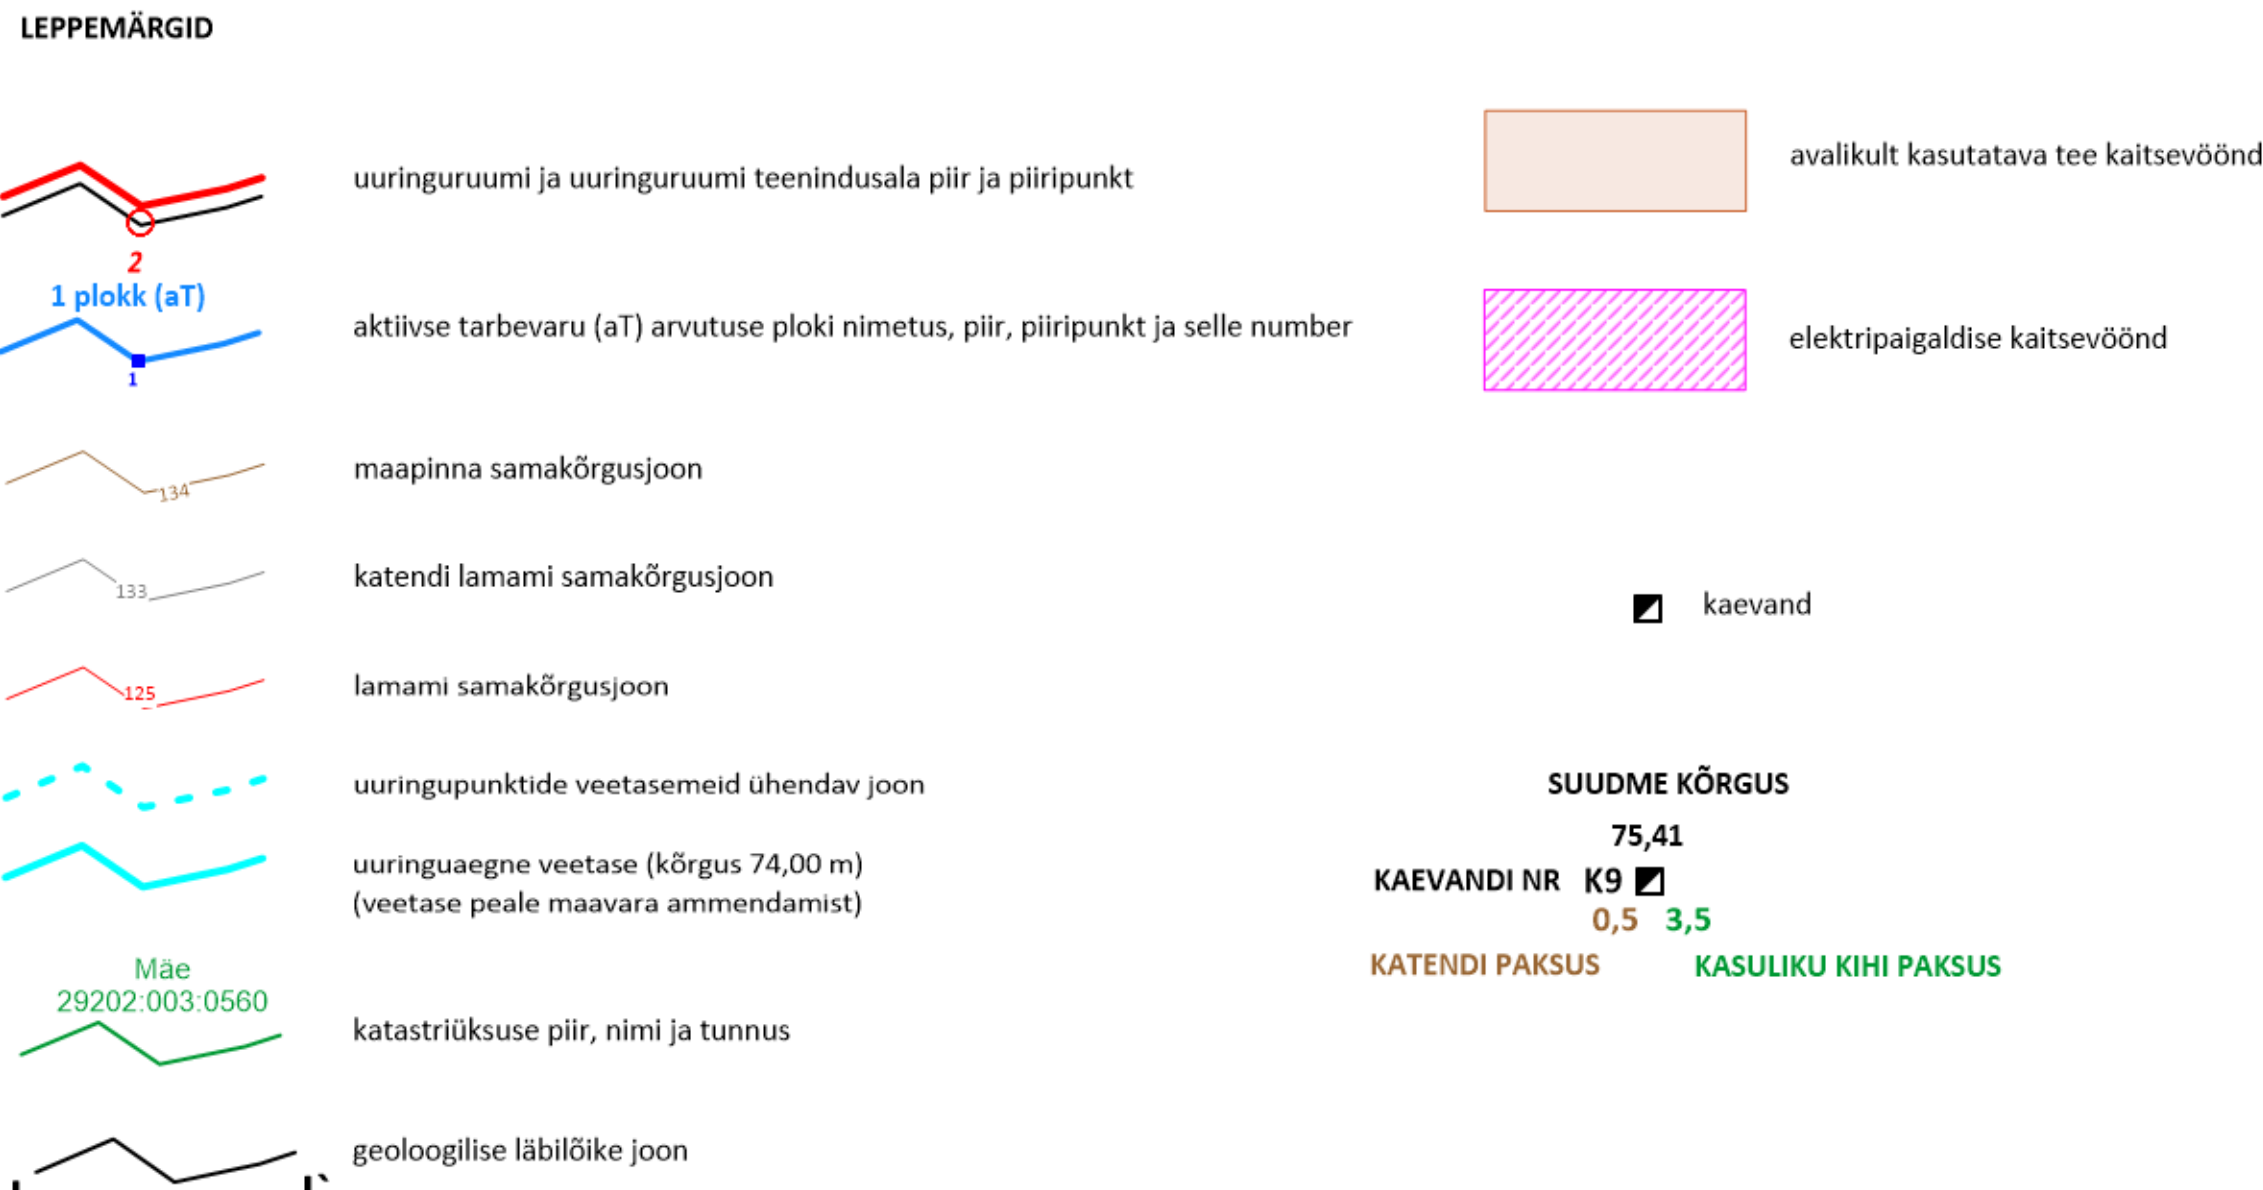 LEPPEMÄRGID
uuringuruumi ja uuringuruumi teenindusala piir ja piiripunkt
2
1 plokk (aT)
aktiivse tarbevaru (aT) arvutuse ploki nimetus, piir, piiripunkt ja selle number
1
maapinna samakõrgusjoon
134
katendi lamami samakõrgusjoon
133
lamami samakõrgusjoon
125
uuringupunktide veetasemeid ühendav joon
uuringuaegne veetase (kõrgus 74,00 m)
(veetase peale maavara ammendamist)
Mäe
29202:003:0560
katastriüksuse piir, nimi ja tunnus
geoloogilise läbilõike joon
avalikult kasutatava tee kaitsevöönd
elektripaigaldise kaitsevöönd
kaevand
SUUDME KÕRGUS
75,41
KAEVANDI NR K9
0,5 3,5
KATENDI PAKSUS KASULIKU KIHI PAKSUS